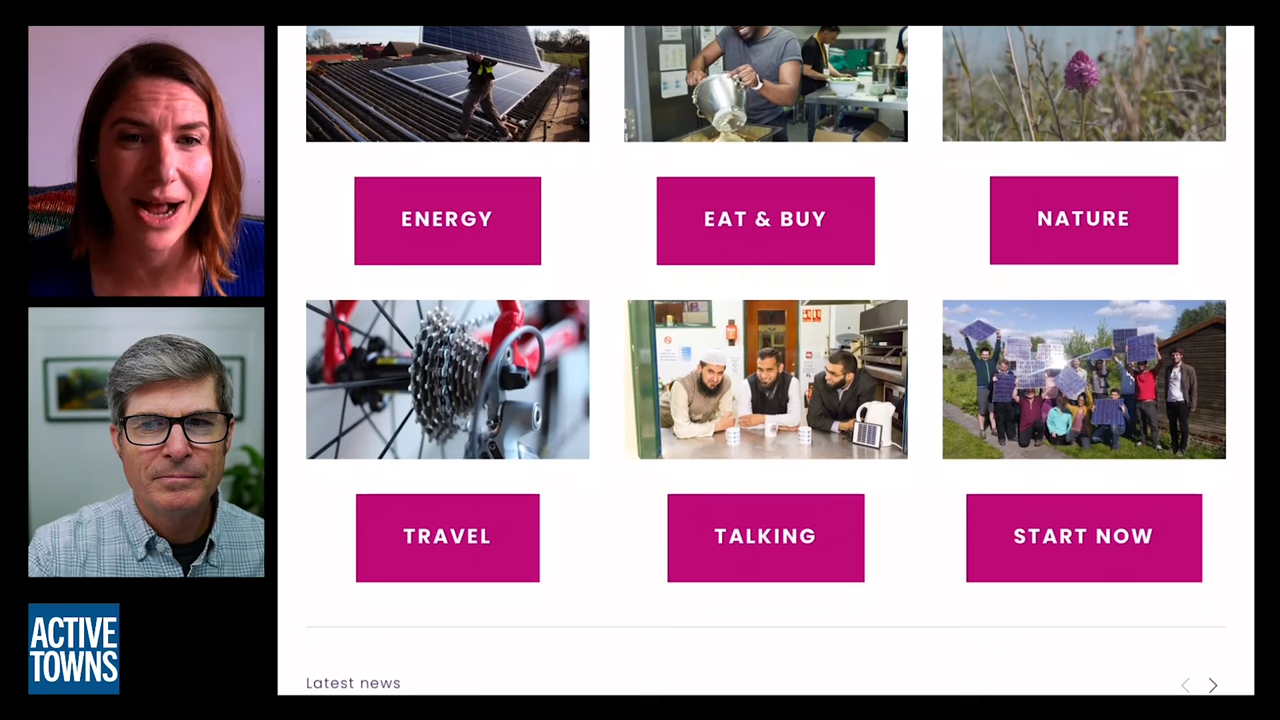 ENERGY
EAT & BUY
NATURE
TRAVEL
TALKING
START NOW
ACTIVE
TOWNS
Latest news